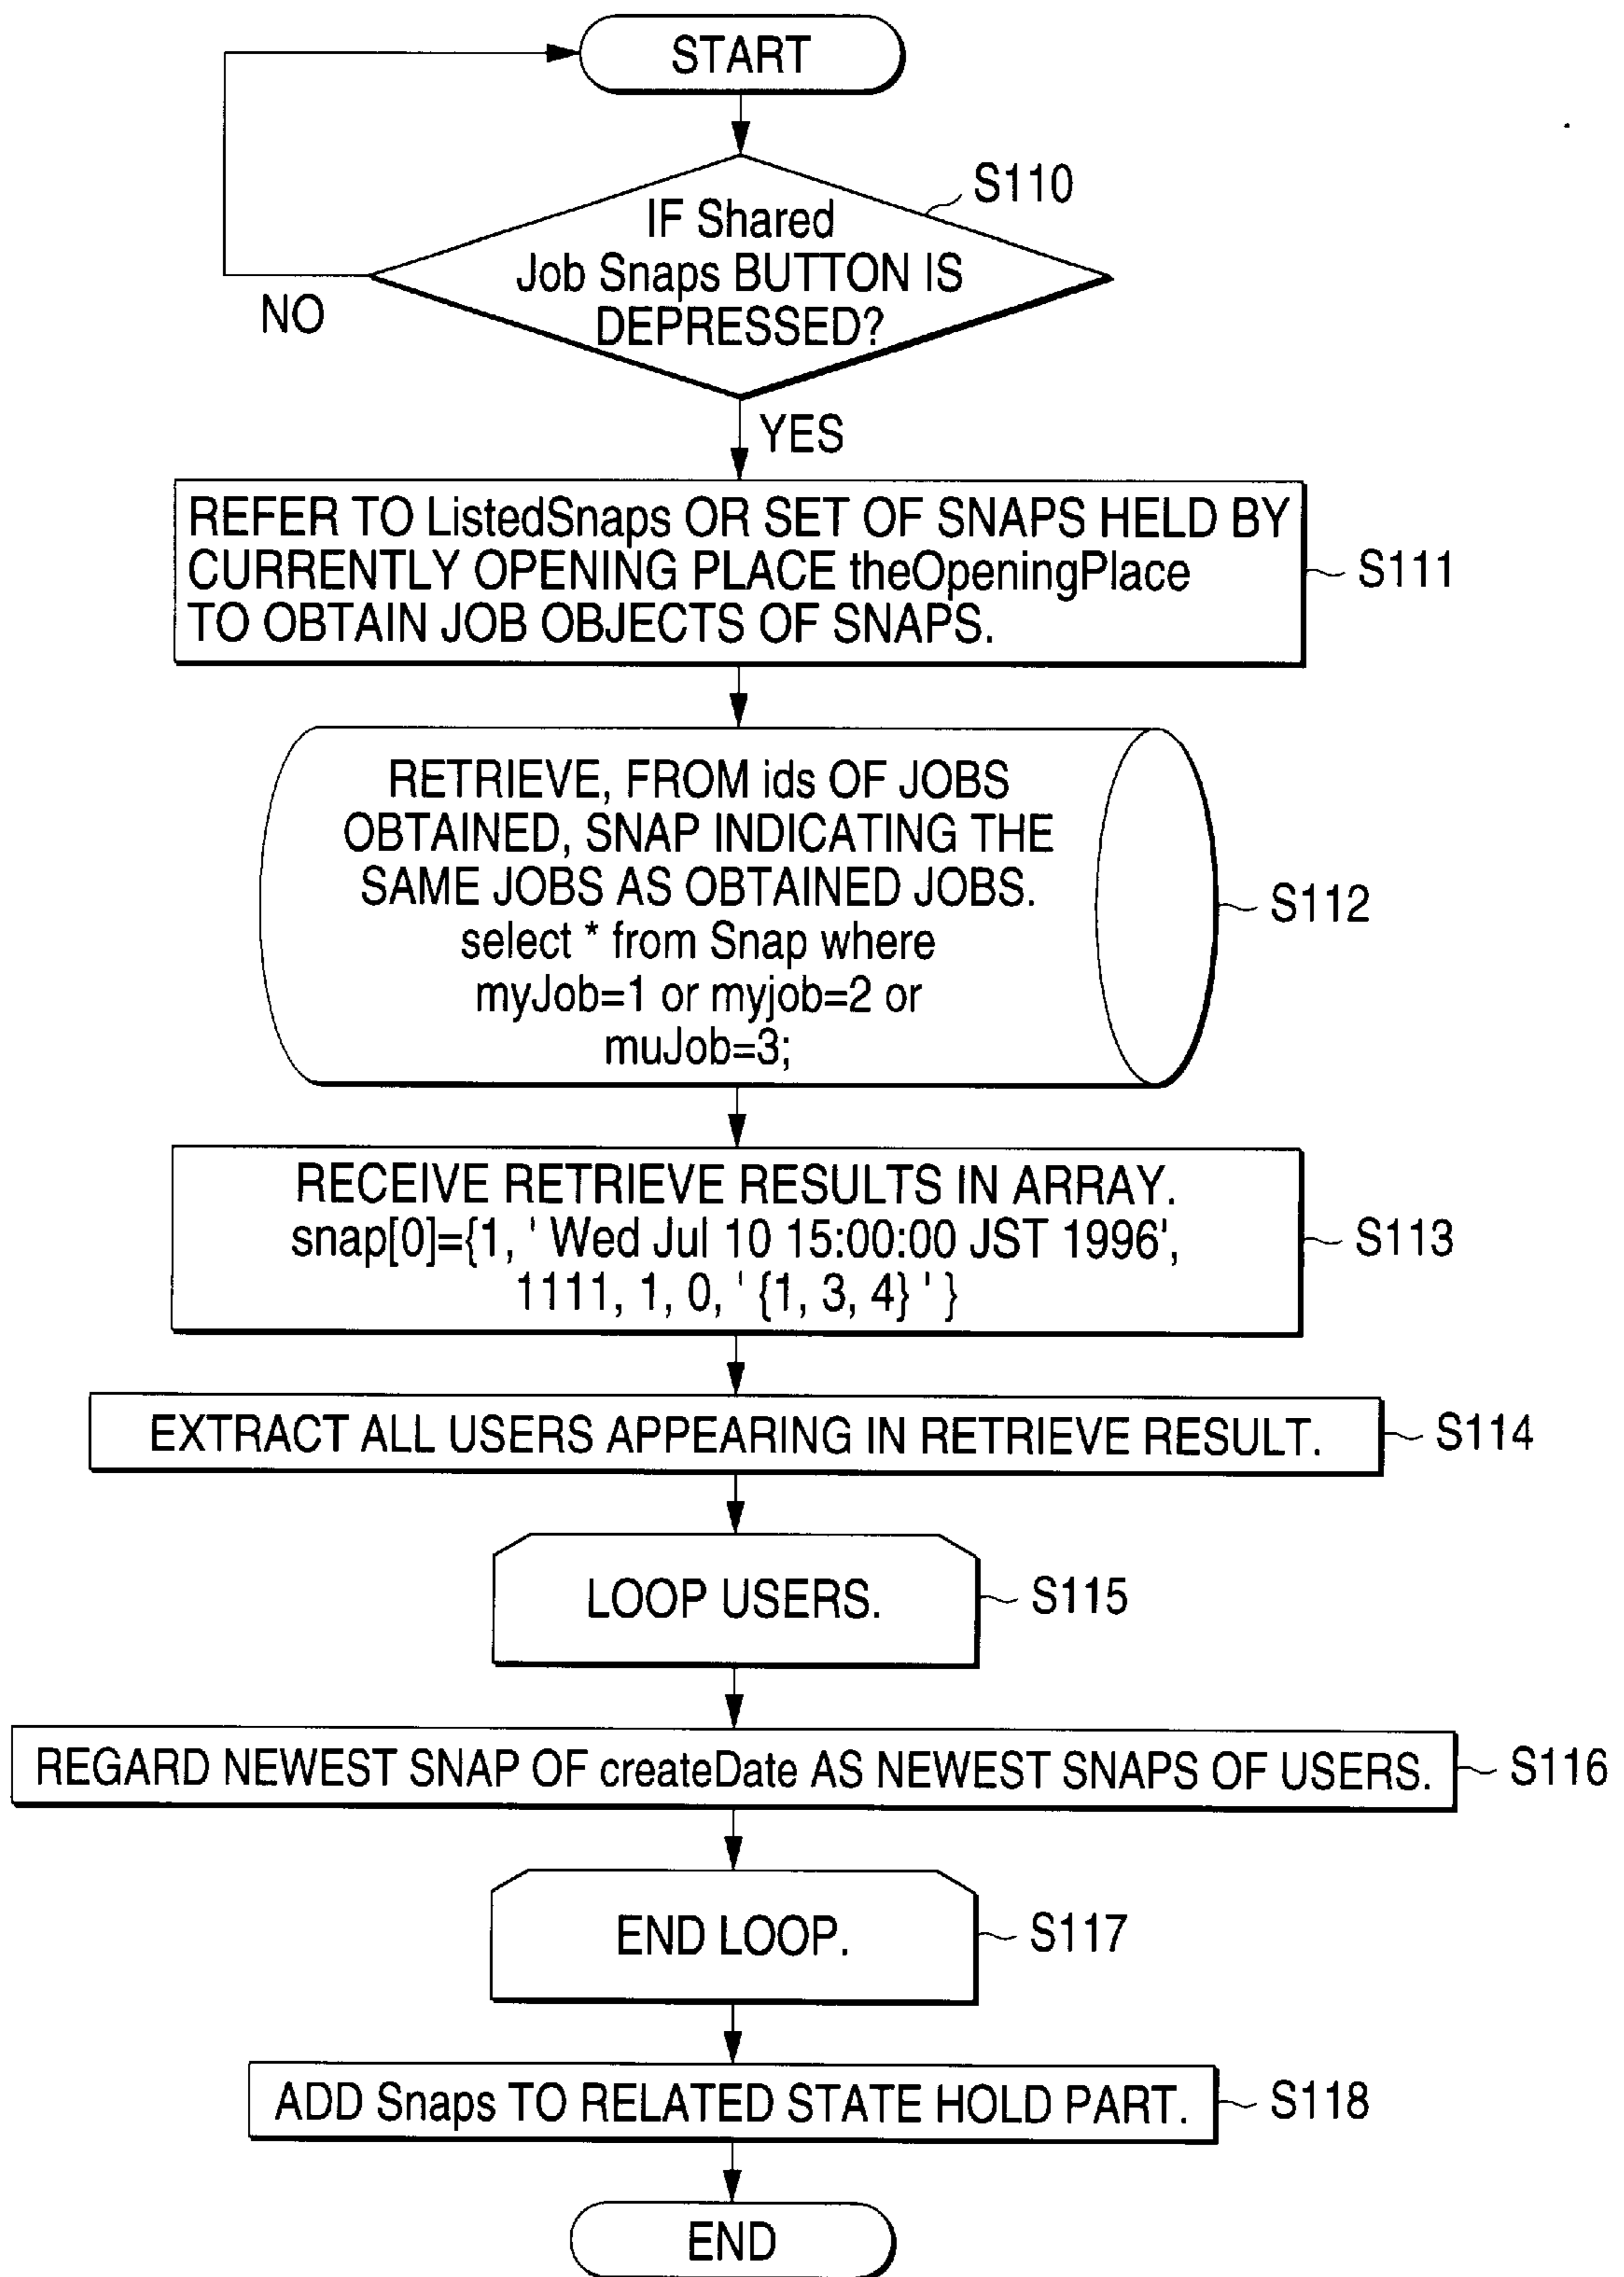 START
S110
IF Shared
Job Snaps BUTTON IS
DEPRESSED?
NO
YES
REFER TO ListedSnaps OR SET OF SNAPS HELD BY
CURRENTLY OPENING PLACE theOpeningPlace
TO OBTAIN JOB OBJECTS OF SNAPS.
S111
RETRIEVE, FROM ids OF JOBS
OBTAINED, SNAP INDICATING THE
SAME JOBS AS OBTAINED JOBS.
select * from Snap where
myJob=1 or myjob=2 or
muJob=3;
S112
RECEIVE RETRIEVE RESULTS IN ARRAY.
snap[0]={1, ' Wed Jul 10 15:00:00 JST 1996',
1111, 1, 0, ' {1, 3, 4} ' }
S113
EXTRACT ALL USERS APPEARING IN RETRIEVE RESULT.
S114
LOOP USERS.
S115
REGARD NEWEST SNAP OF createDate AS NEWEST SNAPS OF USERS.
S116
END LOOP.
S117
ADD Snaps TO RELATED STATE HOLD PART.
S118
END